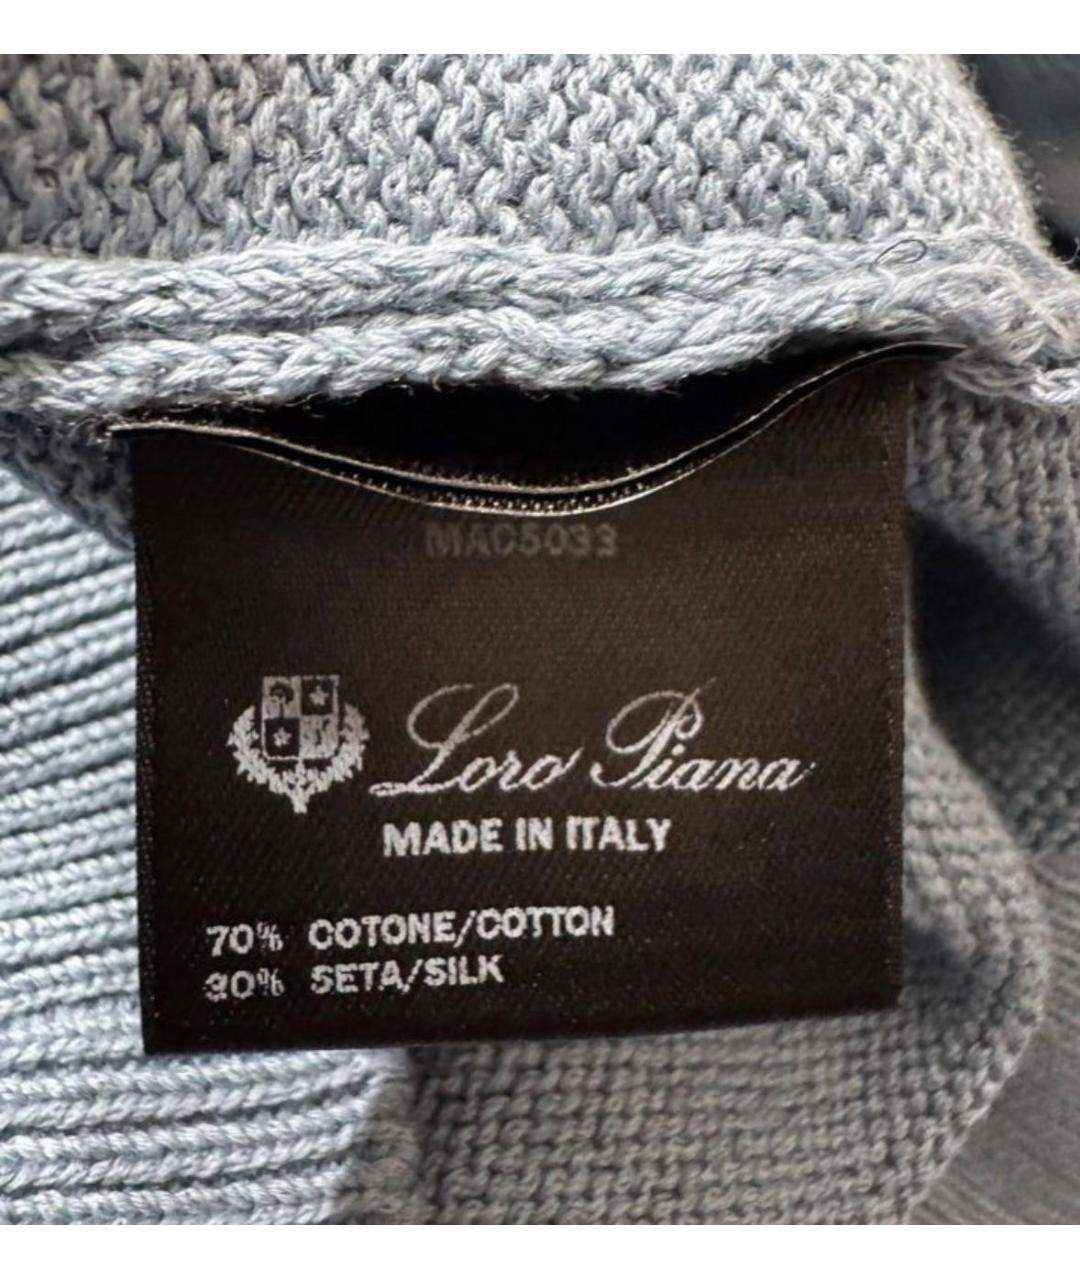 MAC5033
Loro Piana
MADE IN ITALY
70% COTONE/COTTON
30% SETA/SILK